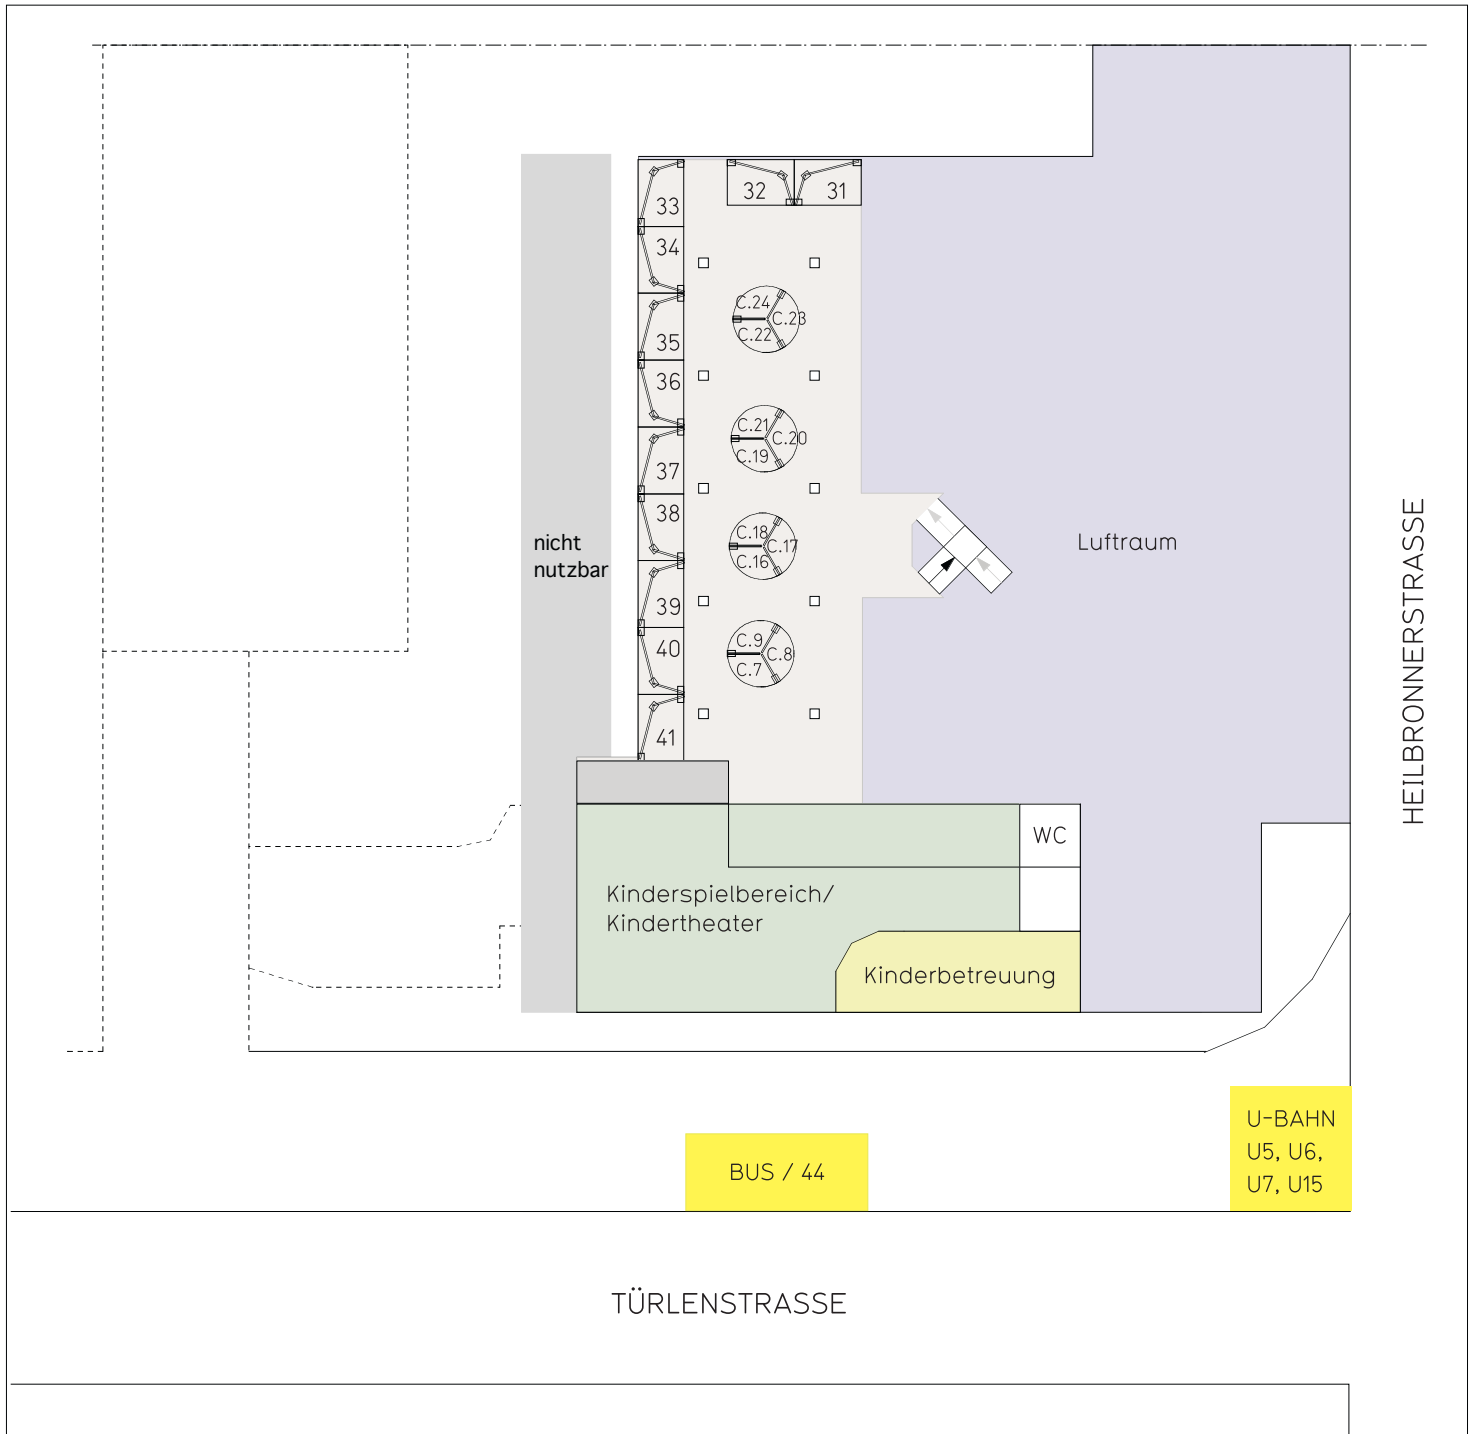 32
31
33
34
C.24
C.23
C.22
35
36
C.21
C.20
C.19
37
38
C.18
C.17
C.16
nicht
nutzbar
Luftraum
HEILBRONNERSTRASSE
39
40
C.9
C.8
C.7
41
WC
Kinderspielbereich/
Kindertheater
Kinderbetreuung
BUS / 44
U-BAHN
U5, U6,
U7, U15
TÜRLENSTRASSE